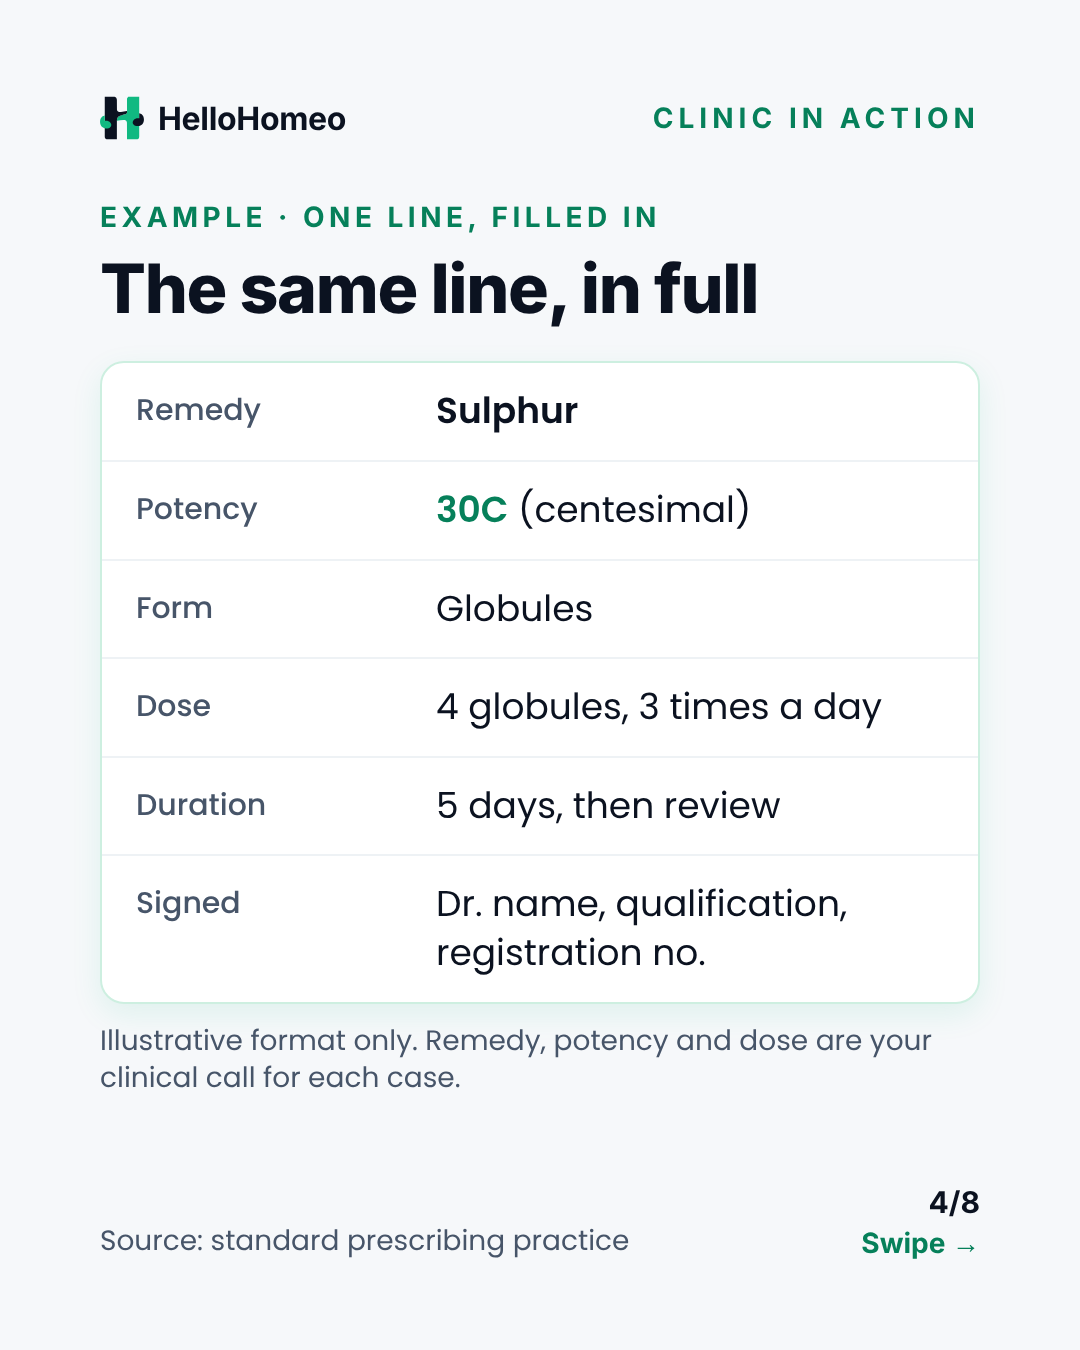 HelloHomeo
CLINIC IN ACTION
EXAMPLE · ONE LINE, FILLED IN
The same line, in full
Remedy Sulphur
Potency 30C (centesimal)
Form Globules
Dose 4 globules, 3 times a day
Duration 5 days, then review
Signed Dr. name, qualification,
registration no.
Illustrative format only. Remedy, potency and dose are your
clinical call for each case.
4/8
Source: standard prescribing practice
Swipe →